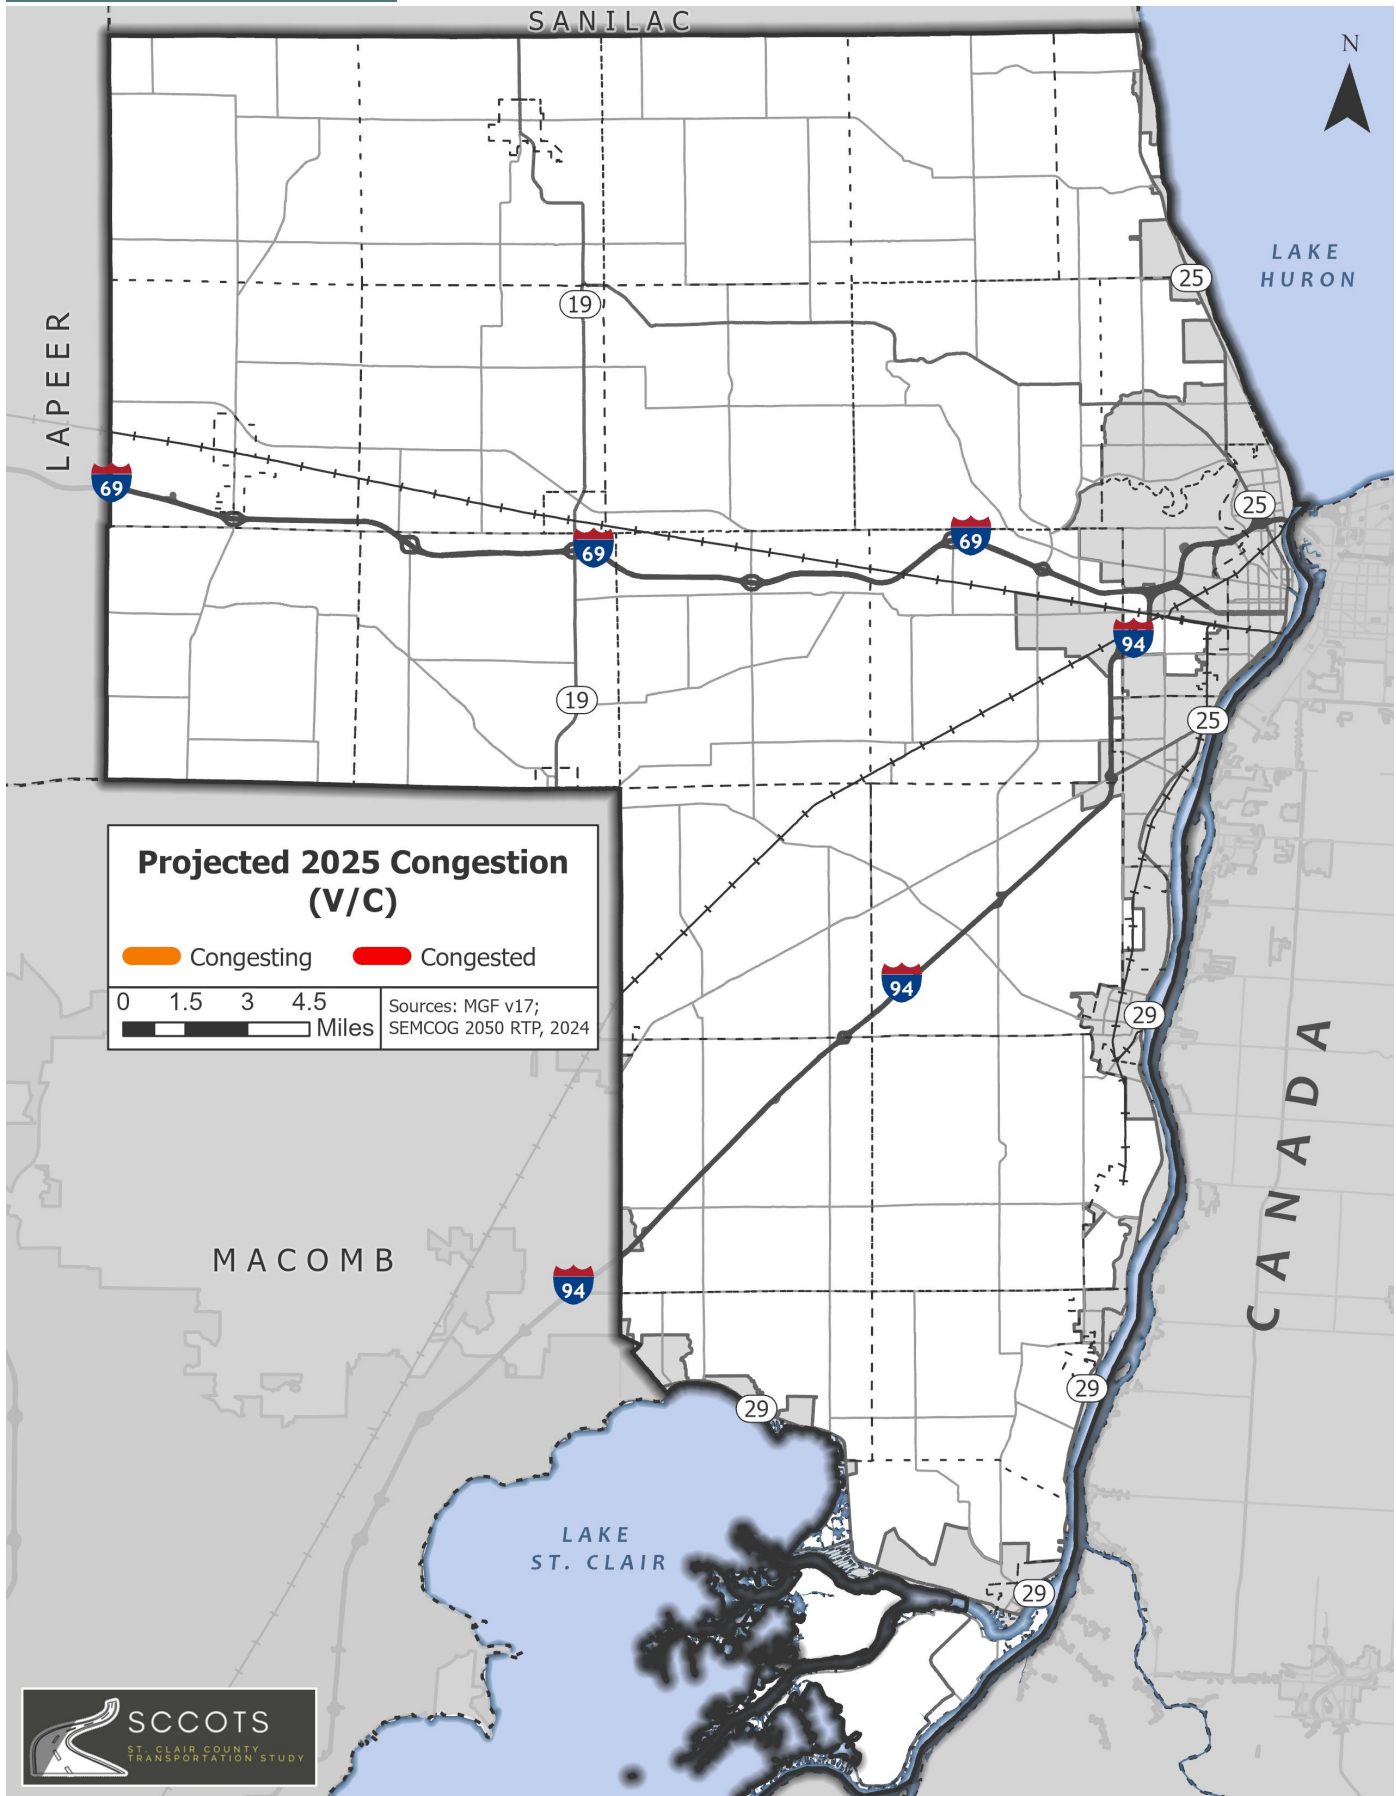 SANILAC
N
LAKE
HURON
25
19
LAPEER
69
25
69
69
94
19
25
Projected 2025 Congestion
(V/C)
Congesting
Congested
0 1.5 3 4.5
Miles
Sources: MGF v17;
SEMCOG 2050 RTP, 2024
94
29
CANADA
MACOMB
94
29
29
LAKE
ST. CLAIR
29
SCCOTS
ST. CLAIR COUNTY
TRANSPORTATION STUDY